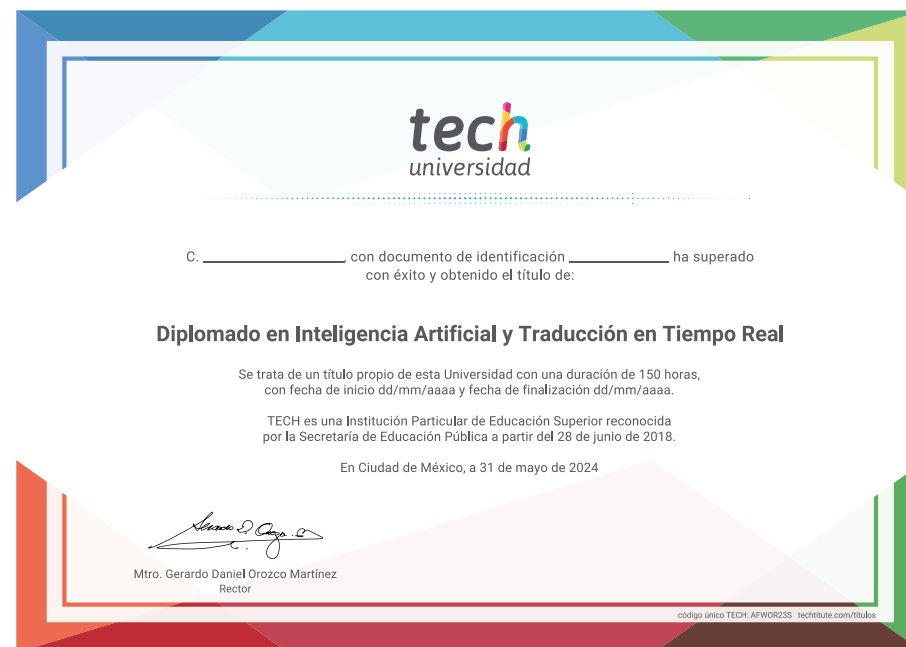 tech
universidad
C. ____________, con documento de identificación ____________ ha superado
con éxito y obtenido el título de:
Diplomado en Inteligencia Artificial y Traducción en Tiempo Real
Se trata de un título propio de esta Universidad con una duración de 150 horas,
con fecha de inicio dd/mm/aaaa y fecha de finalización dd/mm/aaaa.
TECH es una Institución Particular de Educación Superior reconocida
por la Secretaría de Educación Pública a partir del 28 de junio de 2018.
En Ciudad de México, a 31 de mayo de 2024
Mtro. Gerardo Daniel Orozco Martínez
Rector
código único TECH: AFWOR23S techtitute.com/titulos